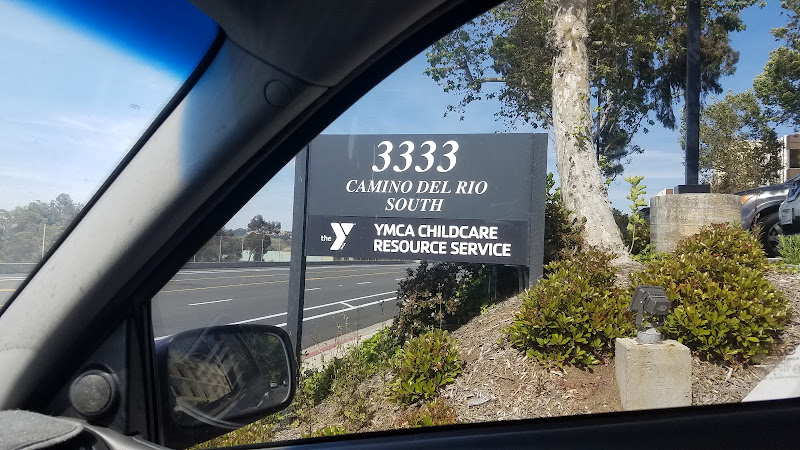 3333
CAMINO DEL RIO
SOUTH
the Y YMCA CHILDCARE
RESOURCE SERVICE